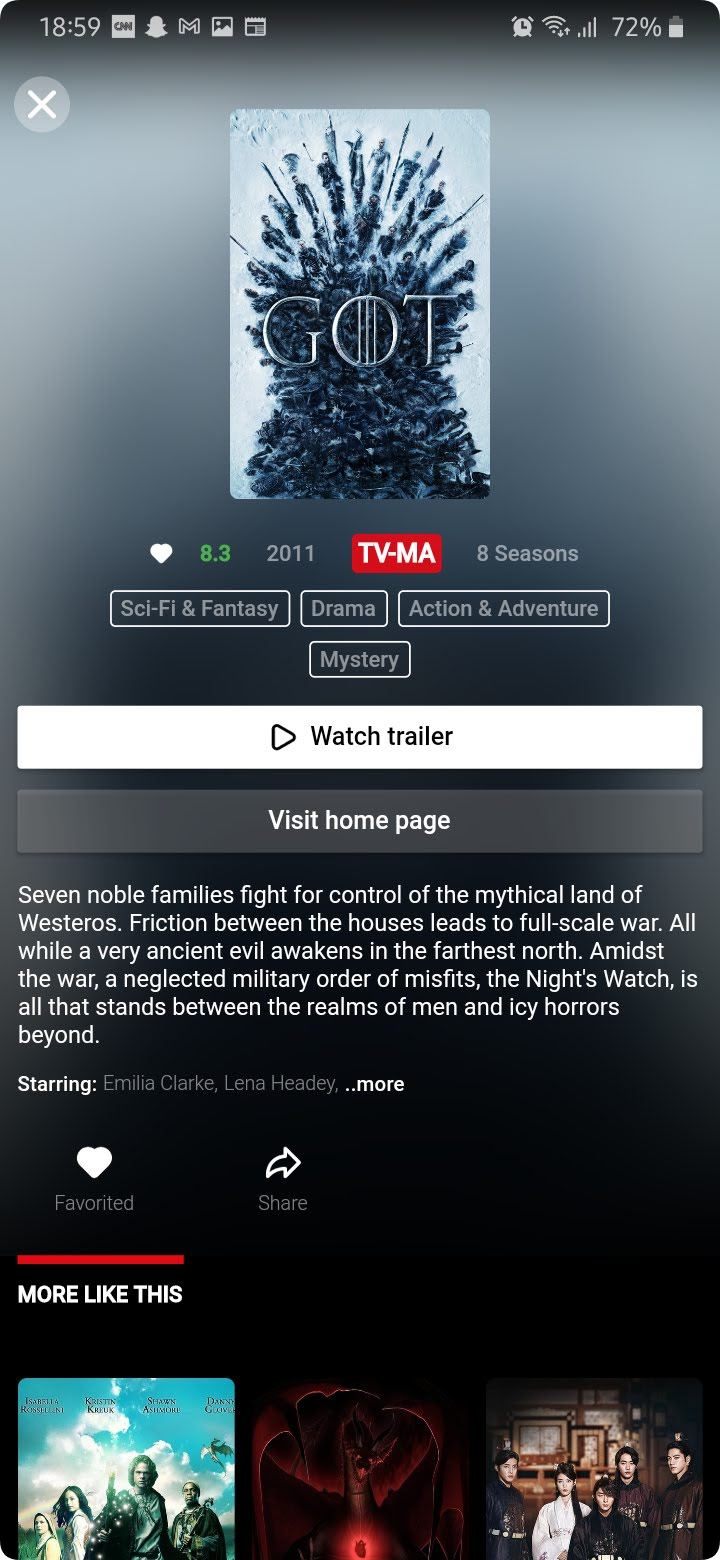 18:59 CNN 72%
GOT
8.3 2011 TV-MA 8 Seasons
Sci-Fi & Fantasy Drama Action & Adventure
Mystery
Watch trailer
Visit home page
Seven noble families fight for control of the mythical land of
Westeros. Friction between the houses leads to full-scale war. All
while a very ancient evil awakens in the farthest north. Amidst
the war, a neglected military order of misfits, the Night's Watch, is
all that stands between the realms of men and icy horrors
beyond.
Starring: Emilia Clarke, Lena Headey, ..more
Favorited Share
MORE LIKE THIS
ISABELLA KRISTIN SHAWN DANNY
ROSSELLINI KREUK ASHMORE GLOVER